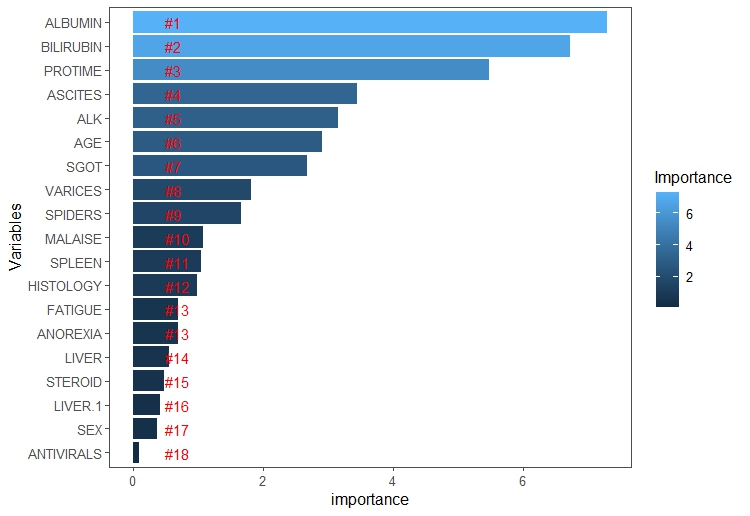 ALBUMIN #1
BILIRUBIN #2
PROTIME #3
ASCITES #4
ALK #5
AGE #6
SGOT #7
VARICES #8
SPIDERS #9
MALAISE #10
SPLEEN #11
HISTOLOGY #12
FATIGUE #13
ANOREXIA #13
LIVER #14
STEROID #15
LIVER.1 #16
SEX #17
ANTIVIRALS #18
Variables
0 2 4 6
importance
Importance
6
4
2